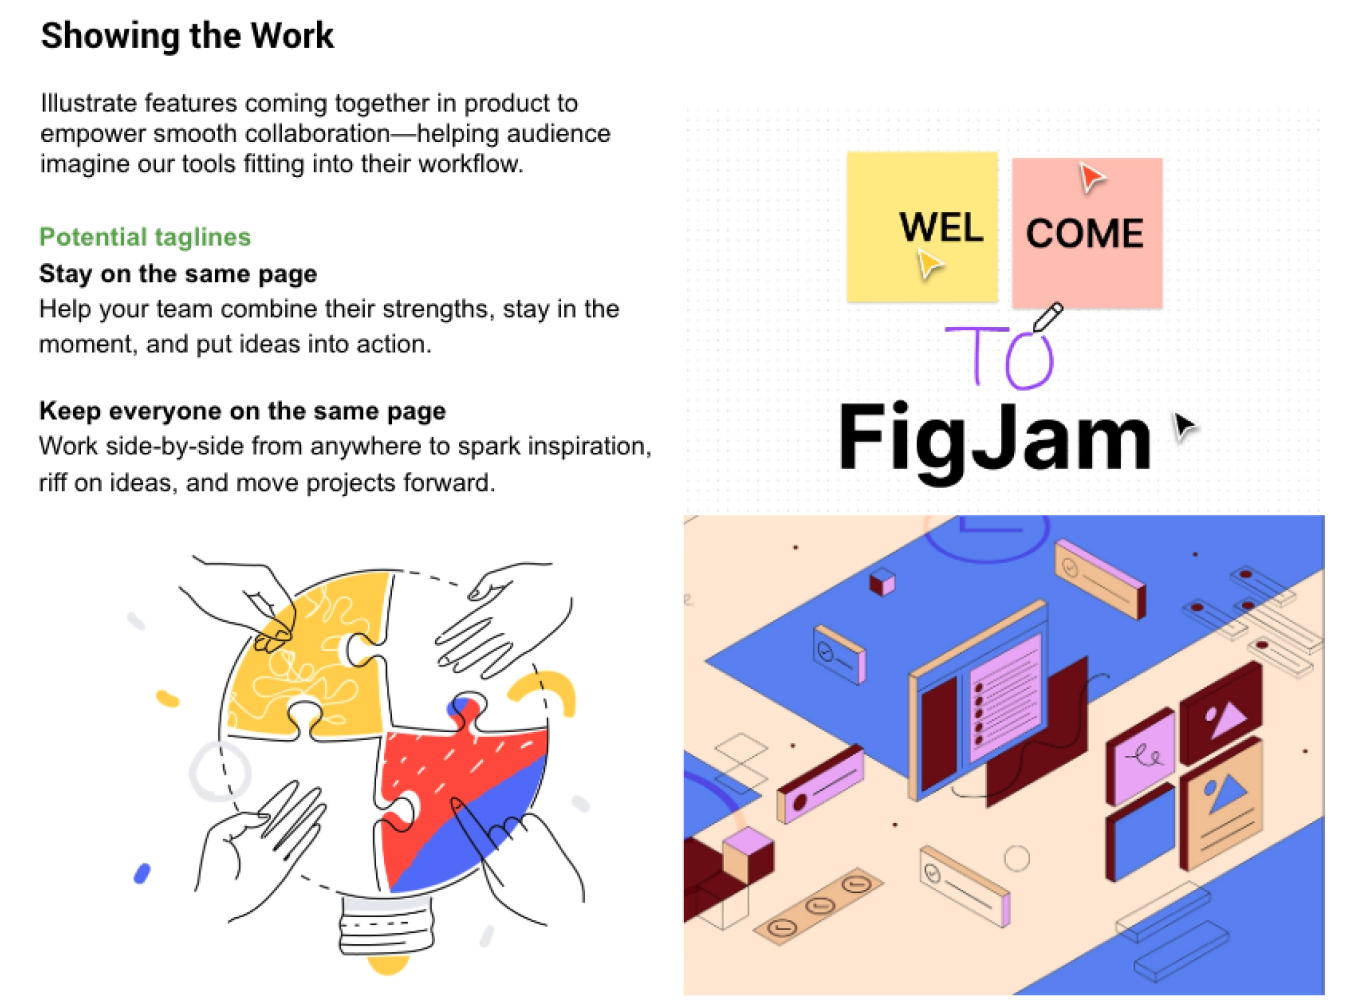 Showing the Work
Illustrate features coming together in product to
empower smooth collaboration—helping audience
imagine our tools fitting into their workflow.
Potential taglines
Stay on the same page
Help your team combine their strengths, stay in the
moment, and put ideas into action.
Keep everyone on the same page
Work side-by-side from anywhere to spark inspiration,
riff on ideas, and move projects forward.
WEL COME
TO
FigJam